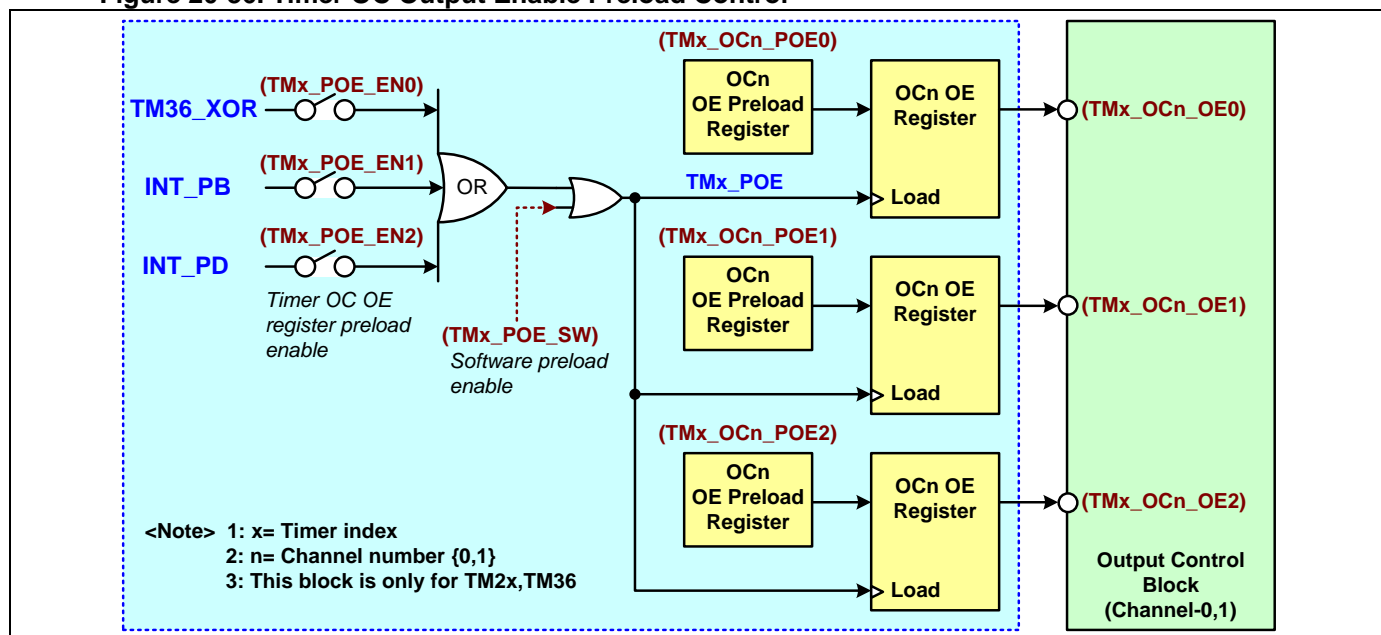 (TMx_OCn_POE0)
(TMx_POE_EN0)
TM36_XOR
OCn
OE Preload
Register
OCn OE
Register
(TMx_OCn_OE0)
(TMx_POE_EN1)
INT_PB
OR
TMx_POE
Load
(TMx_POE_EN2)
INT_PD
(TMx_OCn_POE1)
OCn
OE Preload
Register
OCn OE
Register
(TMx_OCn_OE1)
Timer OC OE
register preload
enable
(TMx_POE_SW)
Software preload
enable
Load
(TMx_OCn_POE2)
OCn
OE Preload
Register
OCn OE
Register
(TMx_OCn_OE2)
<Note> 1: x= Timer index
2: n= Channel number {0,1}
3: This block is only for TM2x,TM36
Load
Output Control
Block
(Channel-0,1)